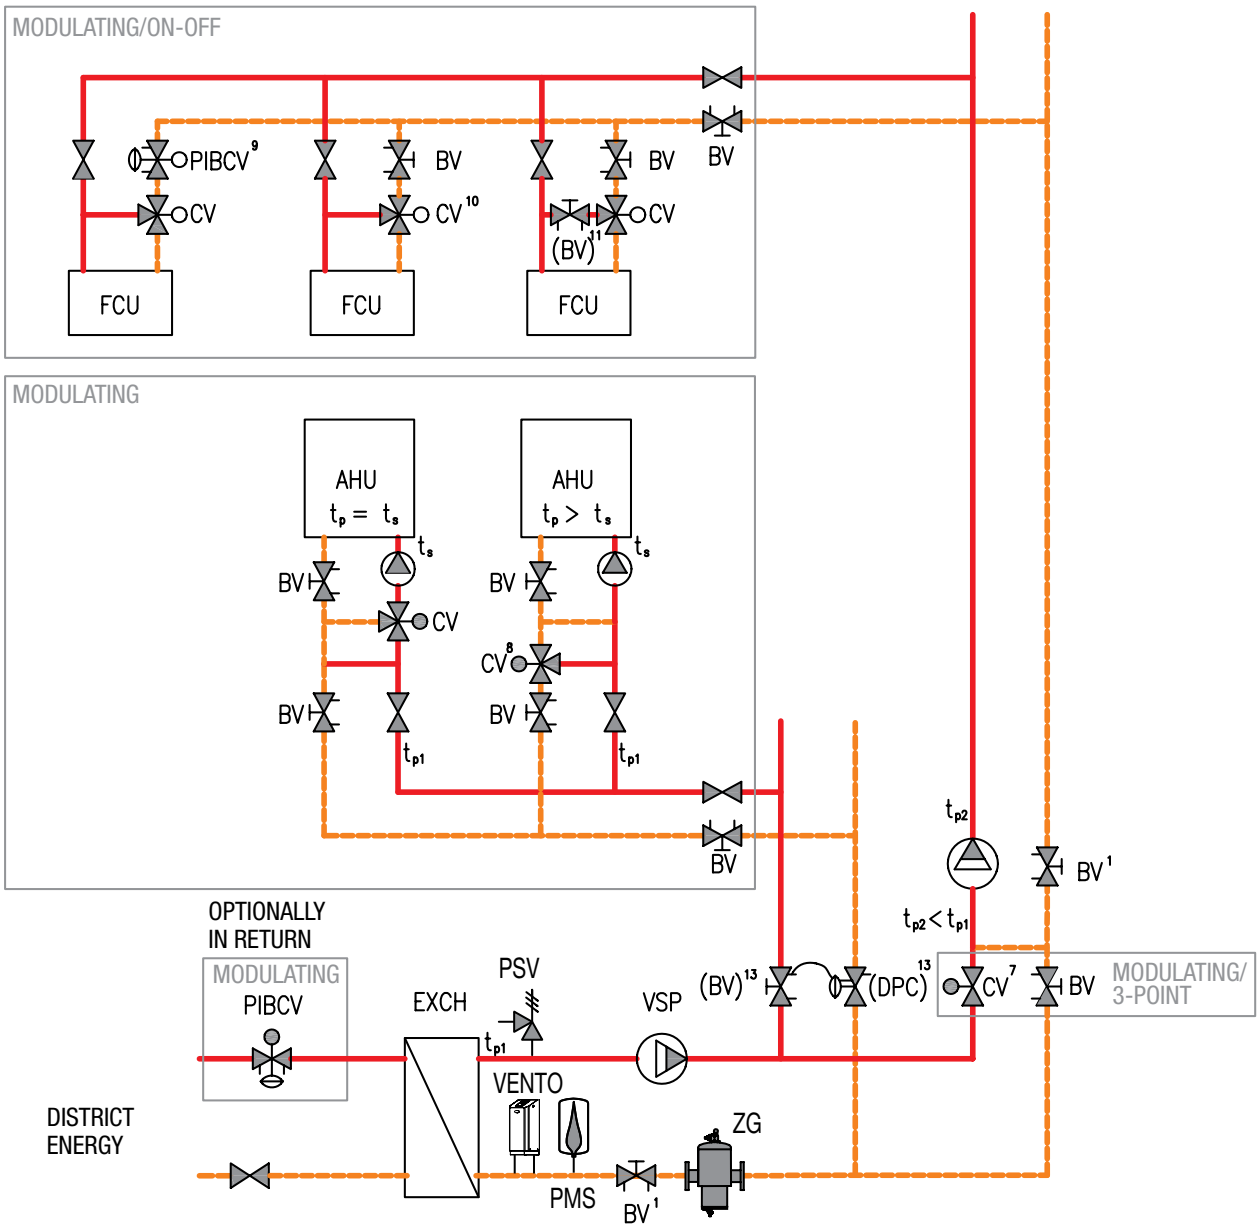 MODULATING/ON-OFF
PIBCV⁹
BV
BV
BV
CV
CV¹⁰
CV
(BV)¹¹
FCU
FCU
FCU
MODULATING
AHU
tₚ = tₛ
AHU
tₚ > tₛ
tₛ
tₛ
BV
BV
CV
CV⁸
BV
BV
tp1
tp1
BV
tp2
BV¹
tp2<tp1
OPTIONALLY
IN RETURN
MODULATING
PIBCV
EXCH
PSV
tp1
VSP
(BV)¹³
(DPC)¹³
CV⁷
BV
MODULATING/
3-POINT
VENTO
DISTRICT
ENERGY
PMS
BV¹
ZG